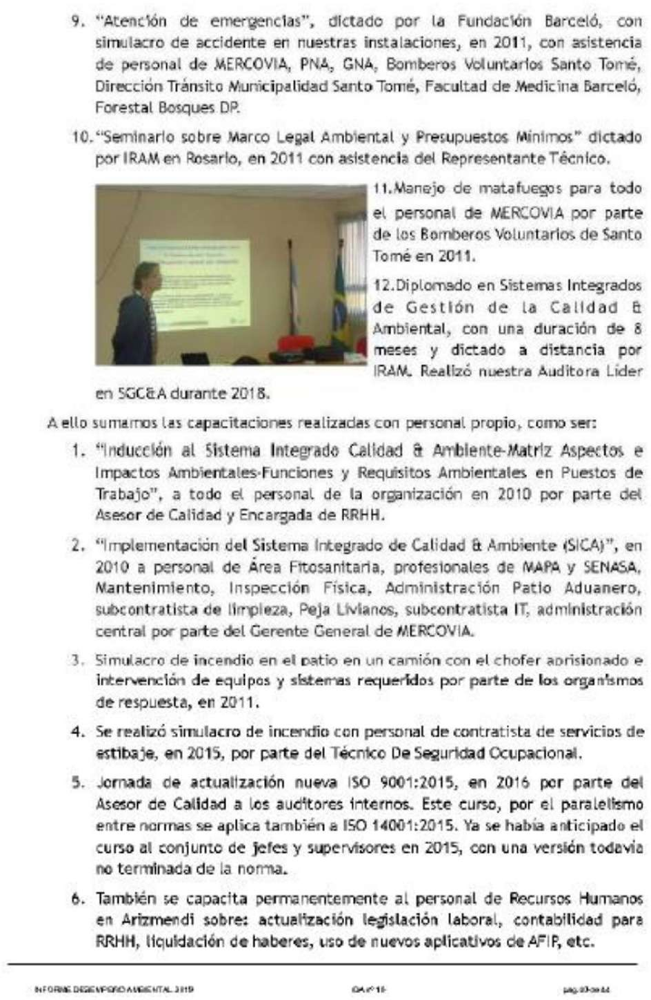 9. “Atención de emergencias”, dictado por la Fundación Barceló, con
simulacro de accidente en nuestras instalaciones, en 2011, con asistencia
de personal de MERCOVIA, PNA, GNA, Bomberos Voluntarios Santo Tomé,
Dirección Tránsito Municipalidad Santo Tomé, Facultad de Medicina Barceló,
Forestal Bosques DP.
10. “Seminario sobre Marco Legal Ambiental y Presupuestos Mínimos” dictado
por IRAM en Rosario, en 2011 con asistencia del Representante Técnico.
11.Manejo de matafuegos para todo
el personal de MERCOVIA por parte
de los Bomberos Voluntarios de Santo
Tomé en 2011.
12.Diplomado en Sistemas Integrados
de Gestión de la Calidad &
Ambiental, con una duración de 8
meses y dictado a distancia por
IRAM. Realizó nuestra Auditora Líder
en SGC&A durante 2018.
A ello sumamos las capacitaciones realizadas con personal propio, como ser:
1. “Inducción al Sistema Integrado Calidad & Ambiente-Matriz Aspectos e
Impactos Ambientales-Funciones y Requisitos Ambientales en Puestos de
Trabajo”, a todo el personal de la organización en 2010 por parte del
Asesor de Calidad y Encargada de RRHH.
2. “Implementación del Sistema Integrado de Calidad & Ambiente (SICA)”, en
2010 a personal de Área Fitosanitaria, profesionales de MAPA y SENASA,
Mantenimiento, Inspección Física, Administración Patio Aduanero,
subcontratista de limpieza, Peja Livianos, subcontratista IT, administración
central por parte del Gerente General de MERCOVIA.
3. Simulacro de incendio en el patio en un camión con el chofer aprisionado e
intervención de equipos y sistemas requeridos por parte de los organismos
de respuesta, en 2011.
4. Se realizó simulacro de incendio con personal de contratista de servicios de
estibaje, en 2015, por parte del Técnico De Seguridad Ocupacional.
5. Jornada de actualización nueva ISO 9001:2015, en 2016 por parte del
Asesor de Calidad a los auditores internos. Este curso, por el paralelismo
entre normas se aplica también a ISO 14001:2015. Ya se había anticipado el
curso al conjunto de jefes y supervisores en 2015, con una versión todavía
no terminada de la norma.
6. También se capacita permanentemente al personal de Recursos Humanos
en Arizmendi sobre: actualización legislación laboral, contabilidad para
RRHH, liquidación de haberes, uso de nuevos aplicativos de AFIP, etc.
INFORME DESEMPEÑO AMBIENTAL 2019